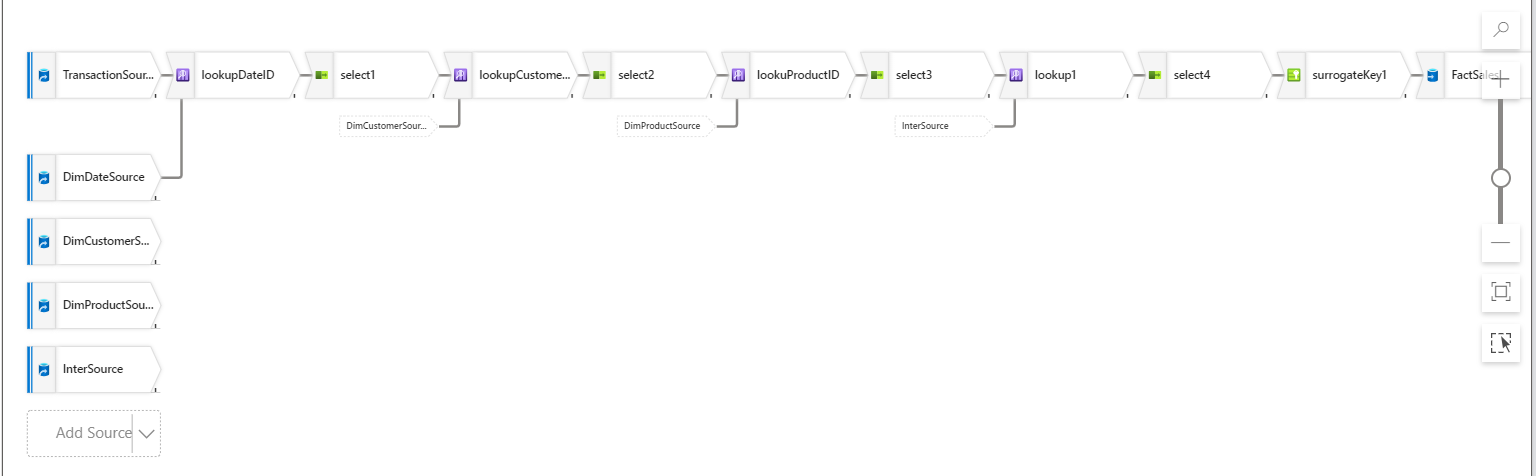 TransactionSour...
lookupDateID
select1
lookupCustome...
select2
lookuProductID
select3
lookup1
select4
surrogateKey1
FactSales
DimCustomerSour...
DimProductSource
InterSource
DimDateSource
DimCustomerS...
DimProductSou...
InterSource
Add Source